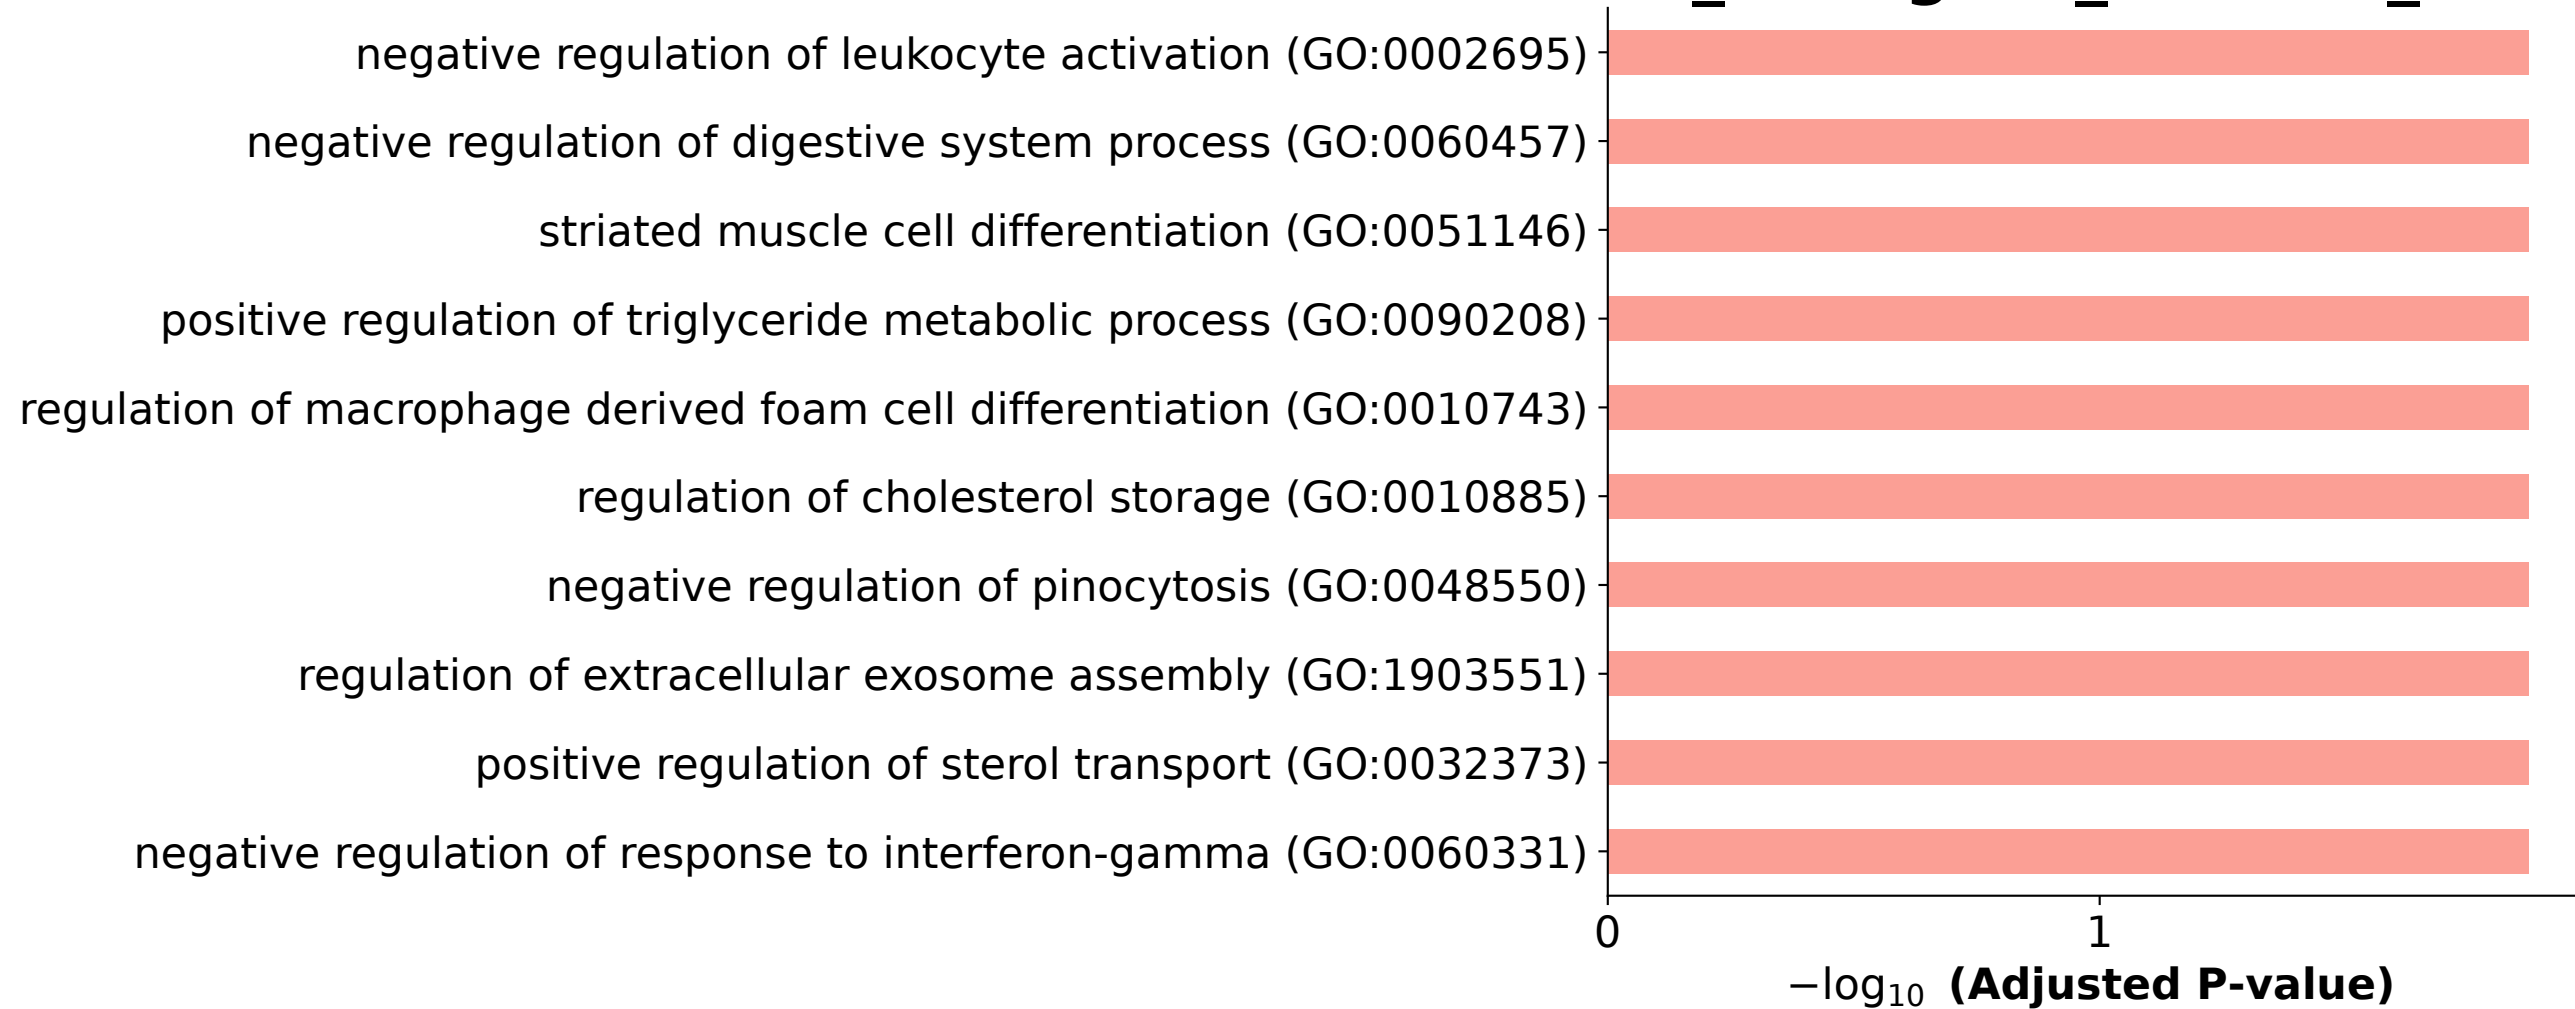 negative regulation of leukocyte activation (GO:0002695)
negative regulation of digestive system process (GO:0060457)
striated muscle cell differentiation (GO:0051146)
positive regulation of triglyceride metabolic process (GO:0090208)
regulation of macrophage derived foam cell differentiation (GO:0010743)
regulation of cholesterol storage (GO:0010885)
negative regulation of pinocytosis (GO:0048550)
regulation of extracellular exosome assembly (GO:1903551)
positive regulation of sterol transport (GO:0032373)
negative regulation of response to interferon-gamma (GO:0060331)
0 1
−log₁₀ (Adjusted P-value)